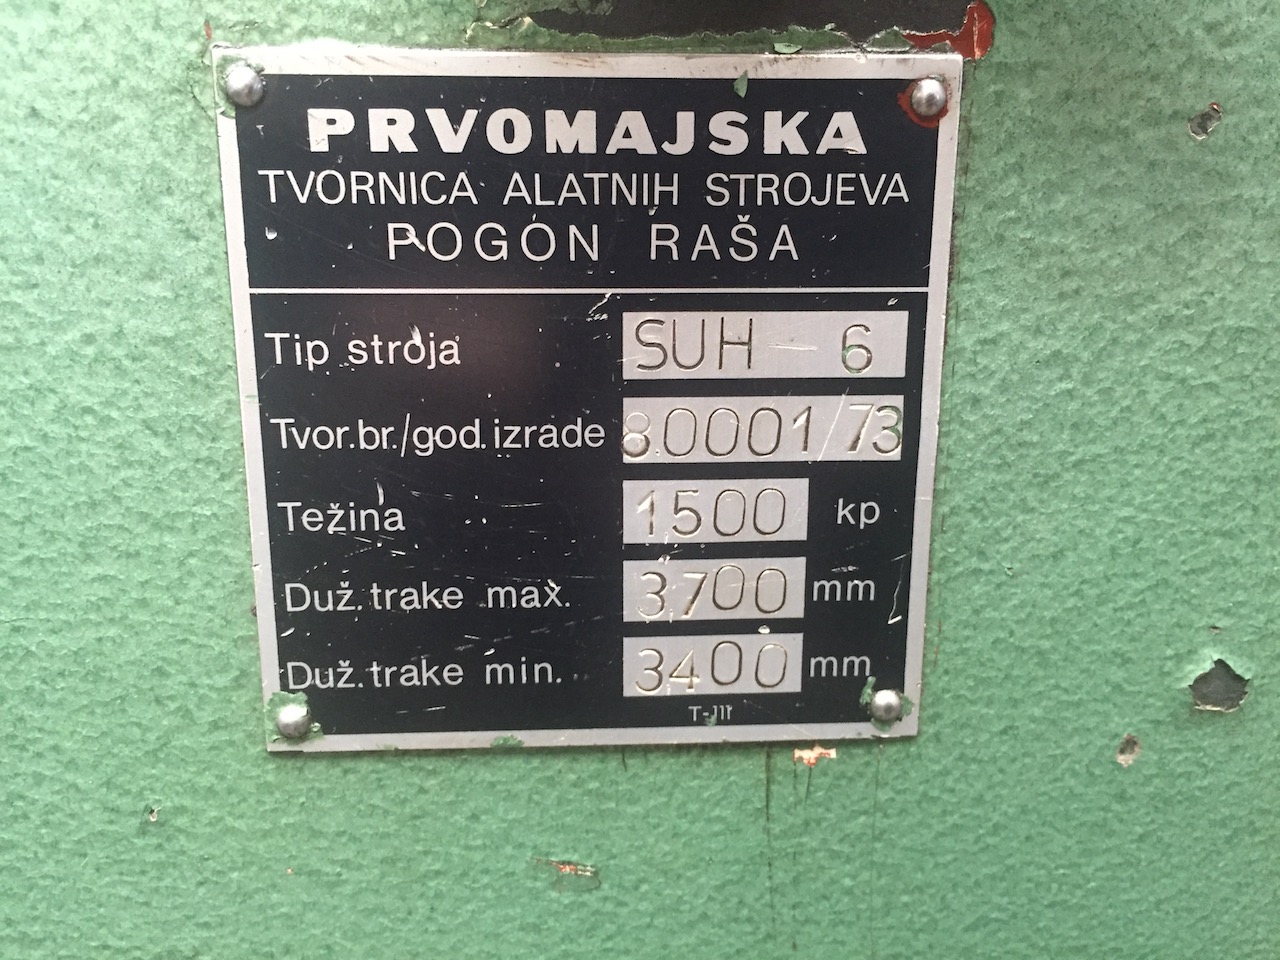 PRVOMAJSKA
TVORNICA ALATNIH STROJEVA
POGON RAŠA
Tip stroja SUH - 6
Tvor.br./god.izrade 8.0001/73
Težina 1500 kp
Duž.trake max. 3700 mm
Duž.trake min. 3400 mm